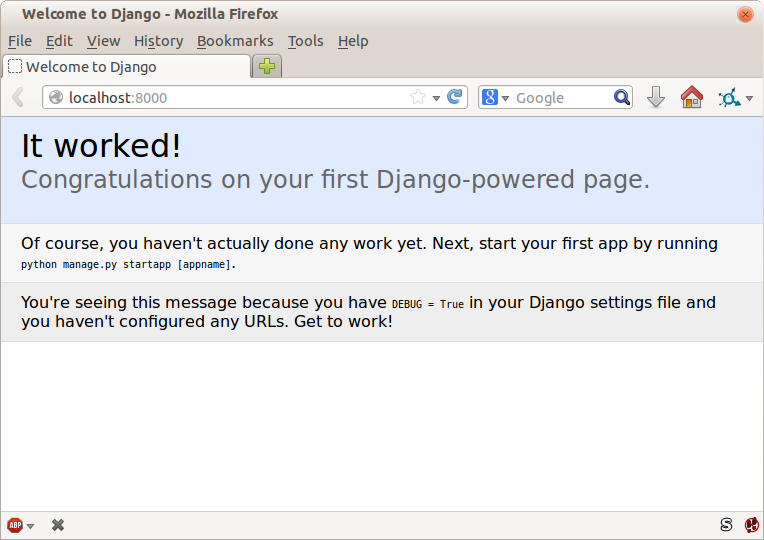 Welcome to Django - Mozilla Firefox
File Edit View History Bookmarks Tools Help
Welcome to Django
localhost:8000
8 Google
It worked!
Congratulations on your first Django-powered page.
Of course, you haven't actually done any work yet. Next, start your first app by running
python manage.py startapp [appname].
You're seeing this message because you have DEBUG = True in your Django settings file and
you haven't configured any URLs. Get to work!
ABP S